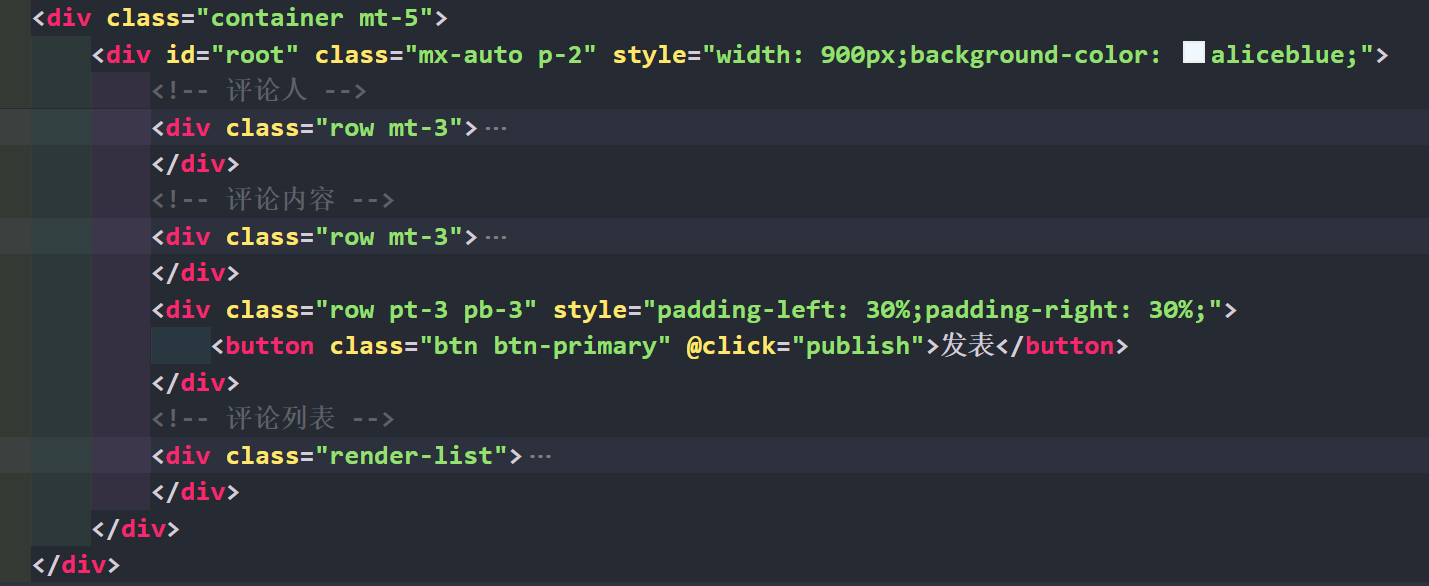 <div class="container mt-5">
<div id="root" class="mx-auto p-2" style="width: 900px;background-color: aliceblue;">
<!-- 评论人 -->
<div class="row mt-3">···
</div>
<!-- 评论内容 -->
<div class="row mt-3">···
</div>
<div class="row pt-3 pb-3" style="padding-left: 30%;padding-right: 30%;">
<button class="btn btn-primary" @click="publish">发表</button>
</div>
<!-- 评论列表 -->
<div class="render-list">···
</div>
</div>
</div>